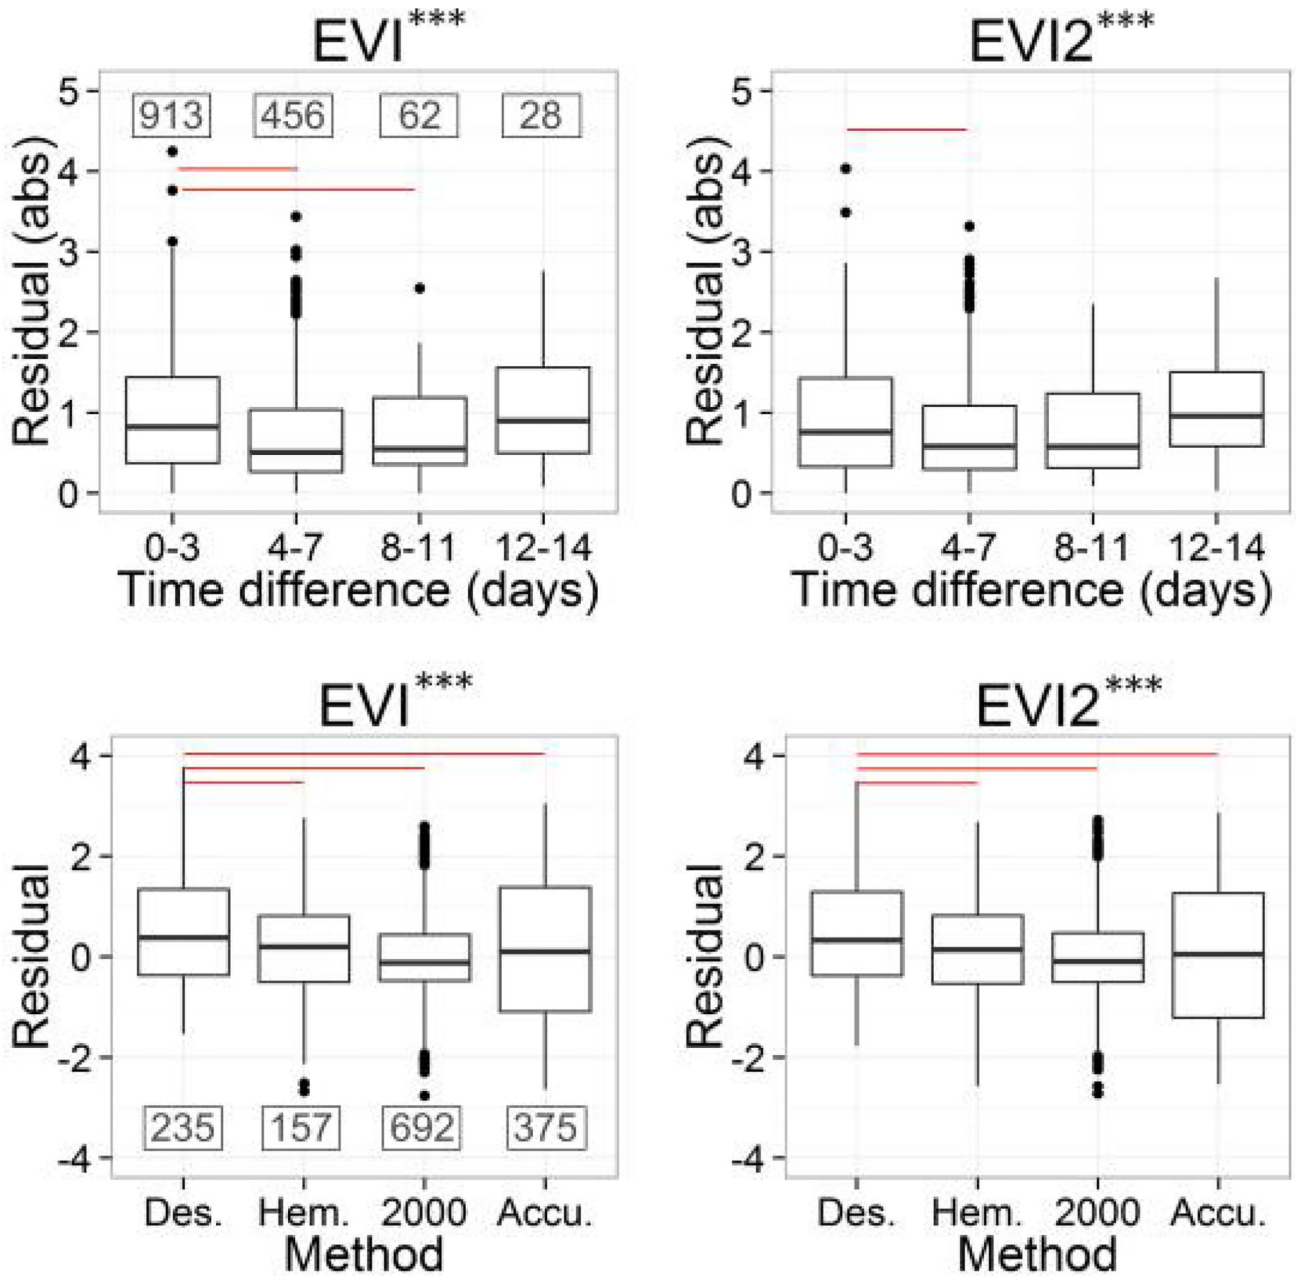 EVI***
EVI2***
Residual (abs)
5
4
3
2
1
0
913 456 62 28
0-3 4-7 8-11 12-14
Time difference (days)
Residual (abs)
5
4
3
2
1
0
0-3 4-7 8-11 12-14
Time difference (days)
EVI***
EVI2***
Residual
4
2
0
-2
-4
235 157 692 375
Des. Hem. 2000 Accu.
Method
Residual
4
2
0
-2
-4
Des. Hem. 2000 Accu.
Method